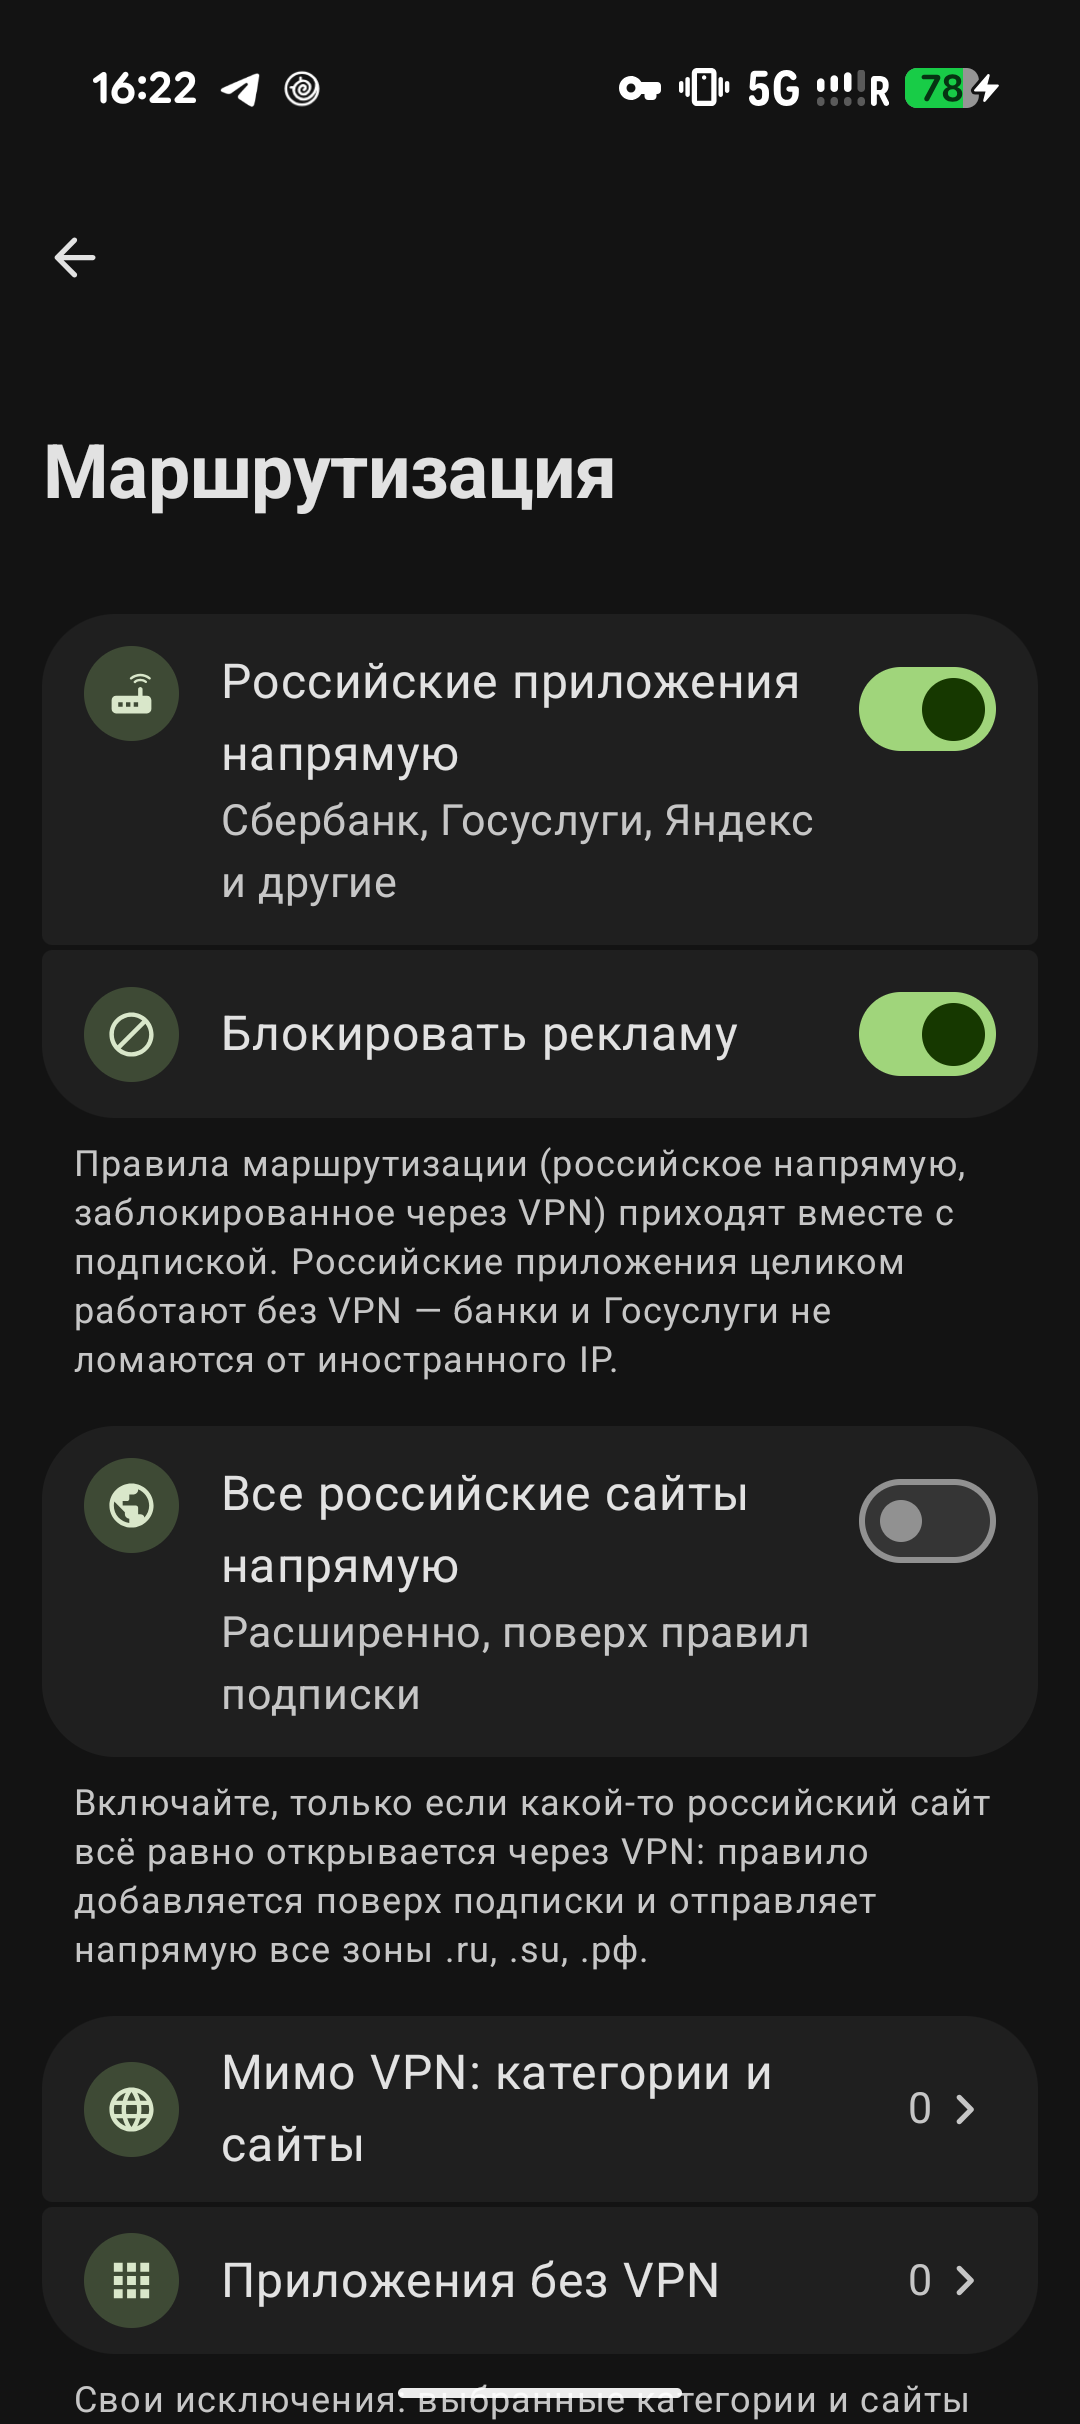 16:22
5G R 78
Маршрутизация
Российские приложения
напрямую
Сбербанк, Госуслуги, Яндекс
и другие
Блокировать рекламу
Правила маршрутизации (российское напрямую,
заблокированное через VPN) приходят вместе с
подпиской. Российские приложения целиком
работают без VPN — банки и Госуслуги не
ломаются от иностранного IP.
Все российские сайты
напрямую
Расширенно, поверх правил
подписки
Включайте, только если какой-то российский сайт
всё равно открывается через VPN: правило
добавляется поверх подписки и отправляет
напрямую все зоны .ru, .su, .рф.
Мимо VPN: категории и
сайты
0
Приложения без VPN
0
Свои исключения: выбранные категории и сайты